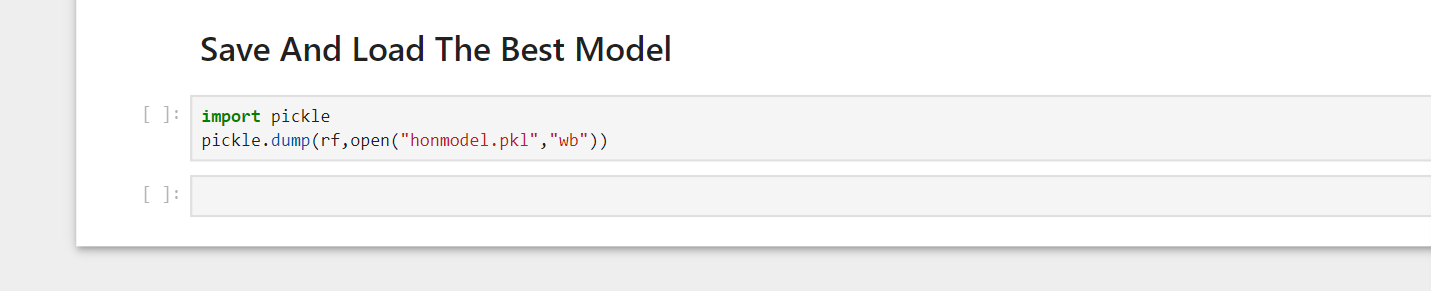 Save And Load The Best Model
[ ]:
import pickle
pickle.dump(rf,open("honmodel.pkl","wb"))
[ ]: